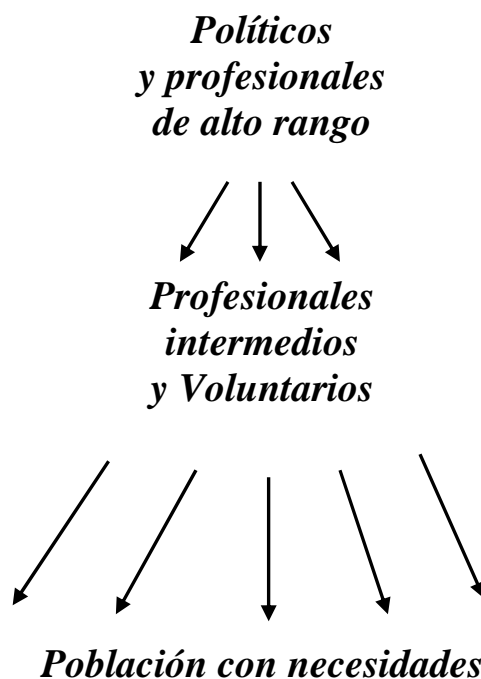 Políticos
y profesionales
de alto rango
Profesionales
intermedios
y Voluntarios
Población con necesidades